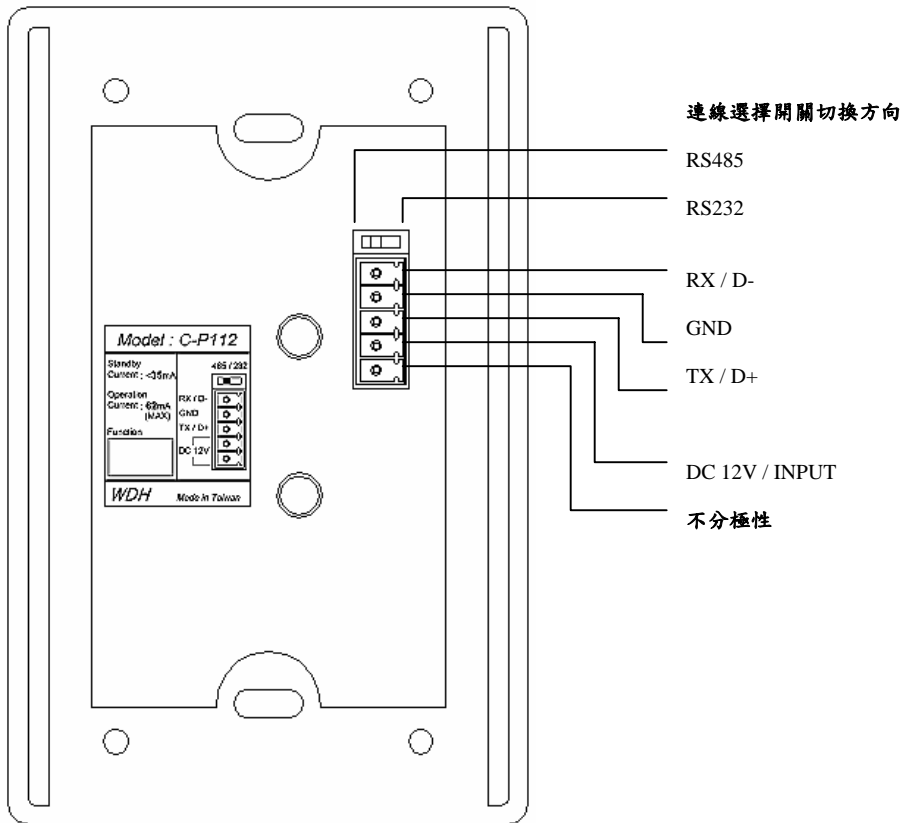 連線選擇開關切換方向
RS485
RS232
RX / D-
GND
TX / D+
DC 12V / INPUT
不分極性
Model : C-P112
Standby
Current : <35mA
Operation
Current : 62mA
(MAX)
Function
485 / 232
RX / D-
GND
TX / D+
DC 12V
WDH
Made in Taiwan